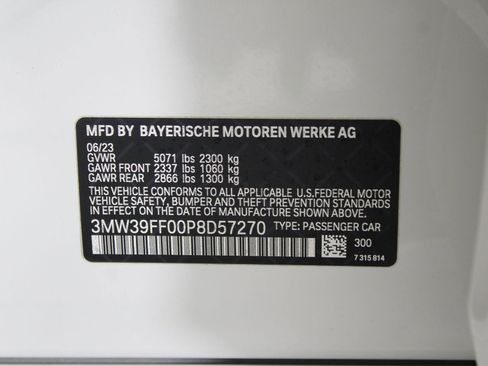 MFD BY BAYERISCHE MOTOREN WERKE AG
06/23
GVWR 5071 lbs 2300 kg
GAWR FRONT 2337 lbs 1060 kg
GAWR REAR 2866 lbs 1300 kg
THIS VEHICLE CONFORMS TO ALL APPLICABLE U.S.FEDERAL MOTOR
VEHICLE SAFETY, BUMPER AND THEFT PREVENTION STANDARDS
IN EFFECT ON THE DATE OF MANUFACTURE SHOWN ABOVE.
3MW39FF00P8D57270 TYPE: PASSENGER CAR
300
7 315 814